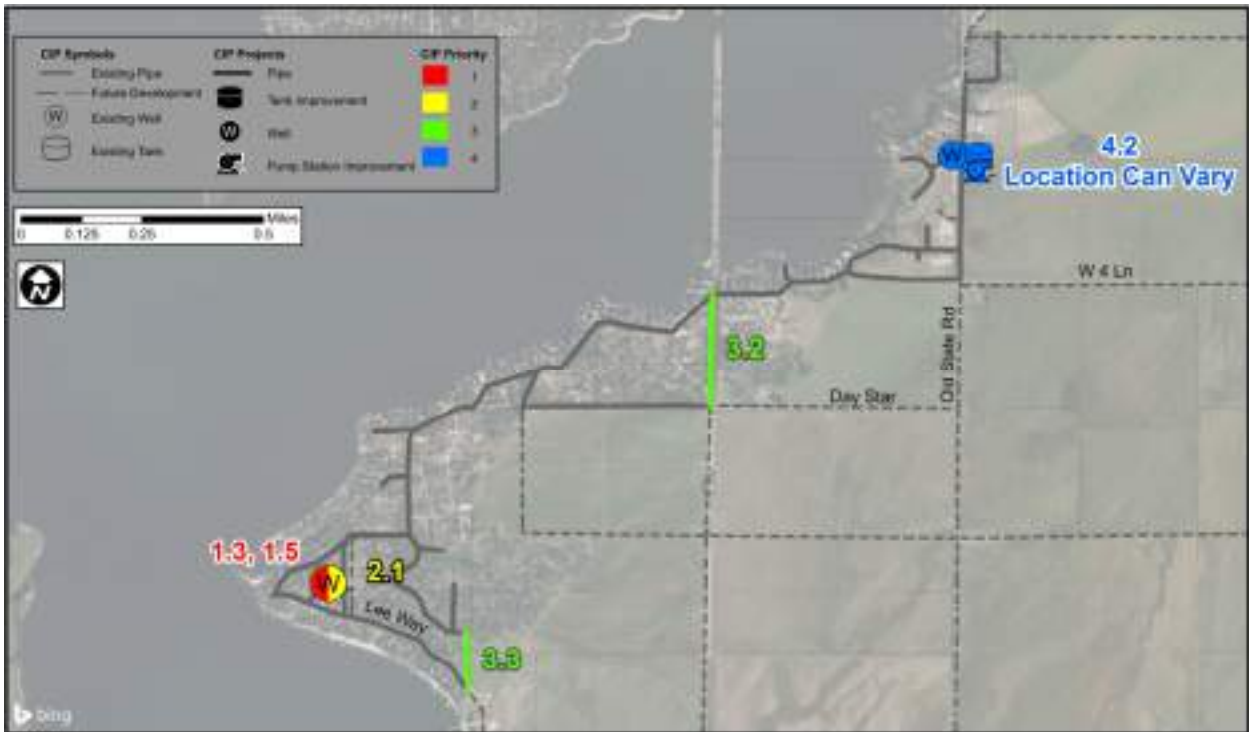 CIP Symbols
Existing Pipe
Future Development
W Existing Well
Existing Tank
CIP Projects
Pipe
Tank Improvement
W Well
Pump Station Improvement
CIP Priority
1
2
3
4
Miles
0 0.125 0.25 0.5
N
W
4.2
Location Can Vary
W 4 Ln
Old State Rd
3.2
Day Star
1.3, 1.5
W
2.1
Lee Way
3.3
bing